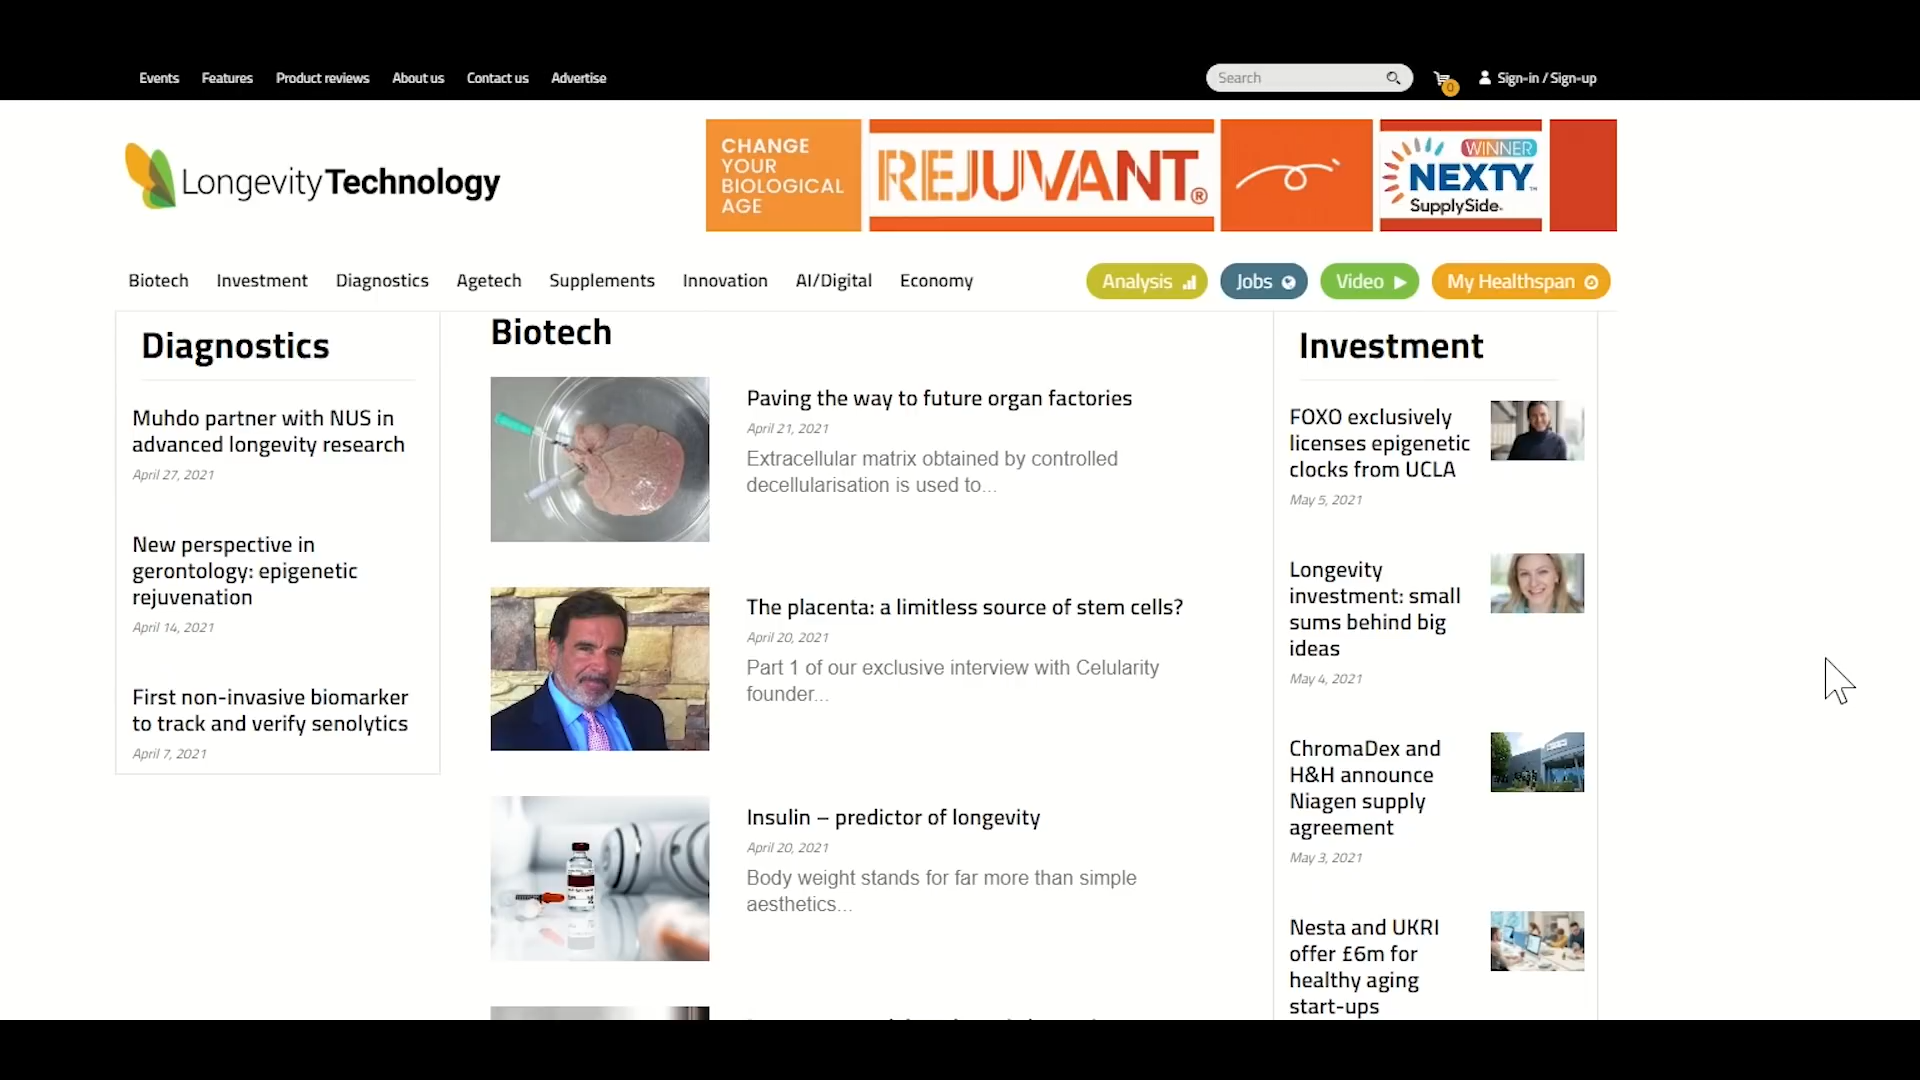 Events Features Product reviews About us Contact us Advertise
Search
0
Sign-in / Sign-up
LongevityTechnology
CHANGE
YOUR
BIOLOGICAL
AGE
REJUVANT®
WINNER
NEXTY™
SupplySide
Biotech Investment Diagnostics Agetech Supplements Innovation AI/Digital Economy
Analysis Jobs Video My Healthspan
Diagnostics
Muhdo partner with NUS in
advanced longevity research
April 27, 2021
New perspective in
gerontology: epigenetic
rejuvenation
April 14, 2021
First non-invasive biomarker
to track and verify senolytics
April 7, 2021
Biotech
Paving the way to future organ factories
April 21, 2021
Extracellular matrix obtained by controlled
decellularisation is used to...
The placenta: a limitless source of stem cells?
April 20, 2021
Part 1 of our exclusive interview with Celularity
founder...
Insulin – predictor of longevity
April 20, 2021
Body weight stands for far more than simple
aesthetics...
Investment
FOXO exclusively
licenses epigenetic
clocks from UCLA
May 5, 2021
Longevity
investment: small
sums behind big
ideas
May 4, 2021
ChromaDex and
H&H announce
Niagen supply
agreement
May 3, 2021
Nesta and UKRI
offer £6m for
healthy aging
start-ups